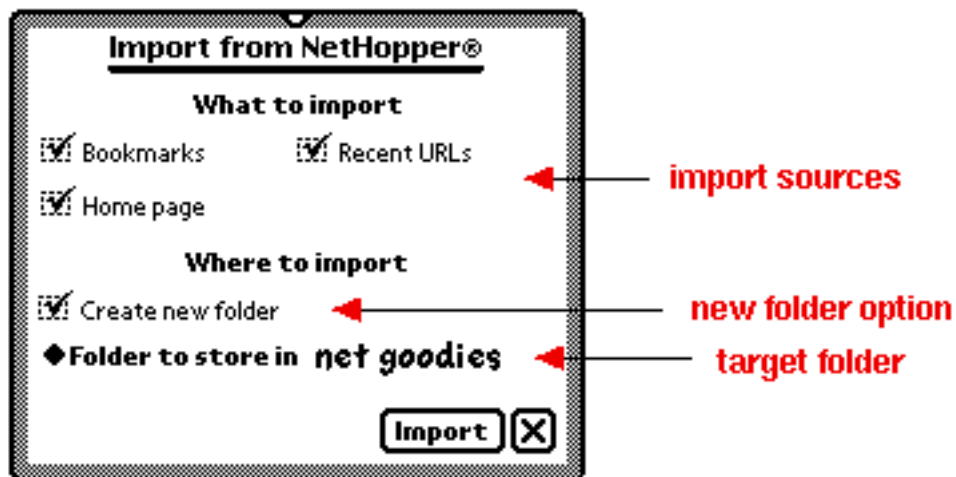 Import from NetHopper®
What to import
Bookmarks Recent URLs
import sources
Home page
Where to import
Create new folder new folder option
Folder to store in net goodies target folder
Import